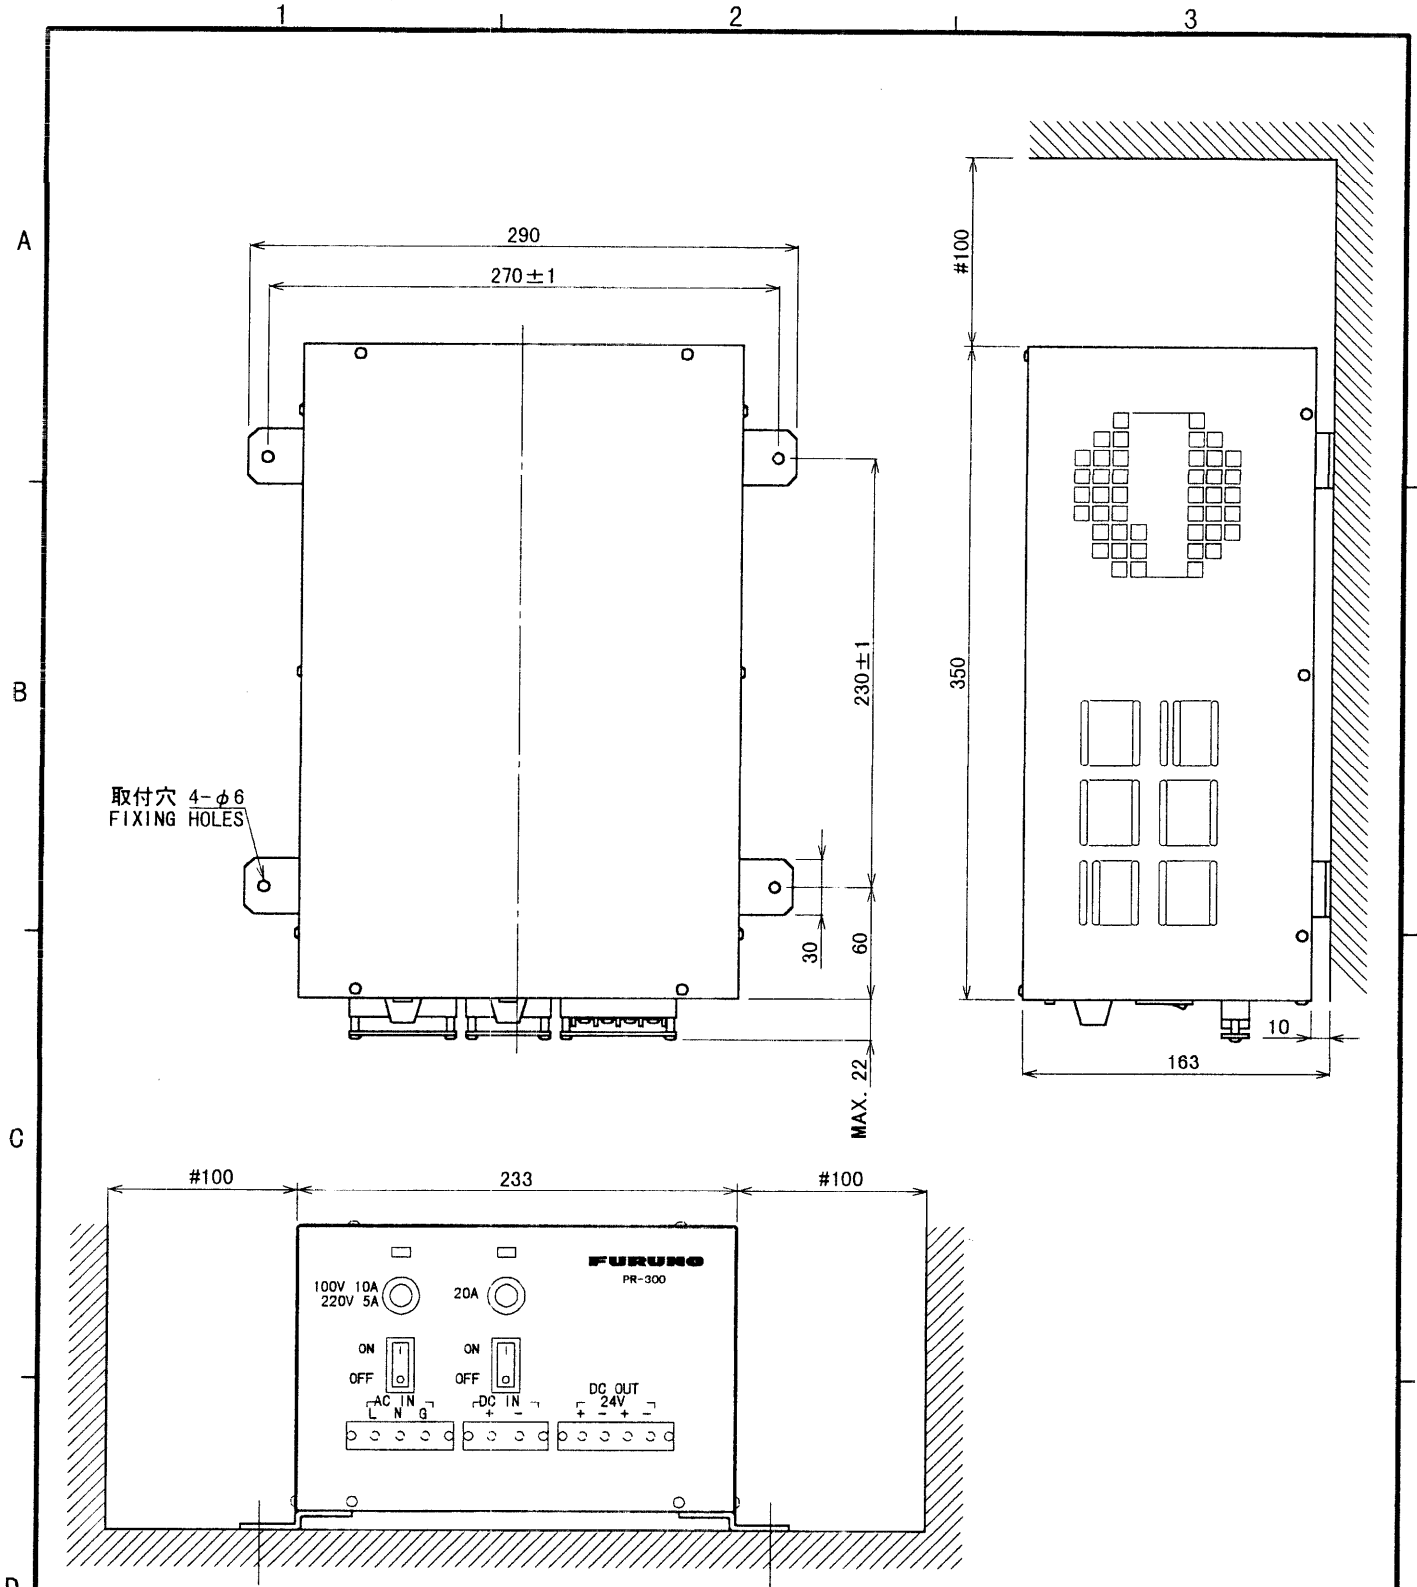 1 2 3
A
290
270±1
#100
B
230±1
350
取付穴 4-φ6
FIXING HOLES
30
60
MAX. 22
10
163
C
#100 233 #100
FURUNO
PR-300
100V 10A
220V 5A
20A
ON ON
OFF OFF
AC IN DC IN DC OUT
24V
L N G + - + - + -
D